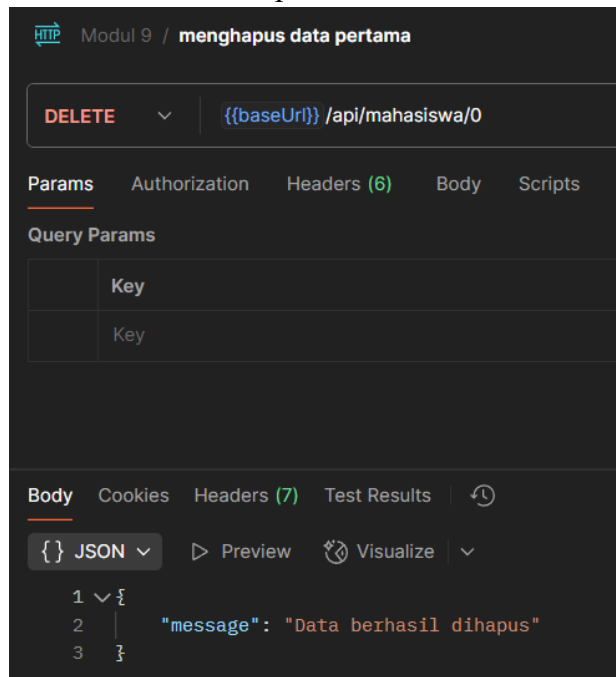 HTTP Modul 9 / menghapus data pertama
DELETE {{baseUrl}} /api/mahasiswa/0
Params Authorization Headers (6) Body Scripts
Query Params
Key
Key
Body Cookies Headers (7) Test Results
{ } JSON Preview Visualize
1 {
2 "message": "Data berhasil dihapus"
3 }